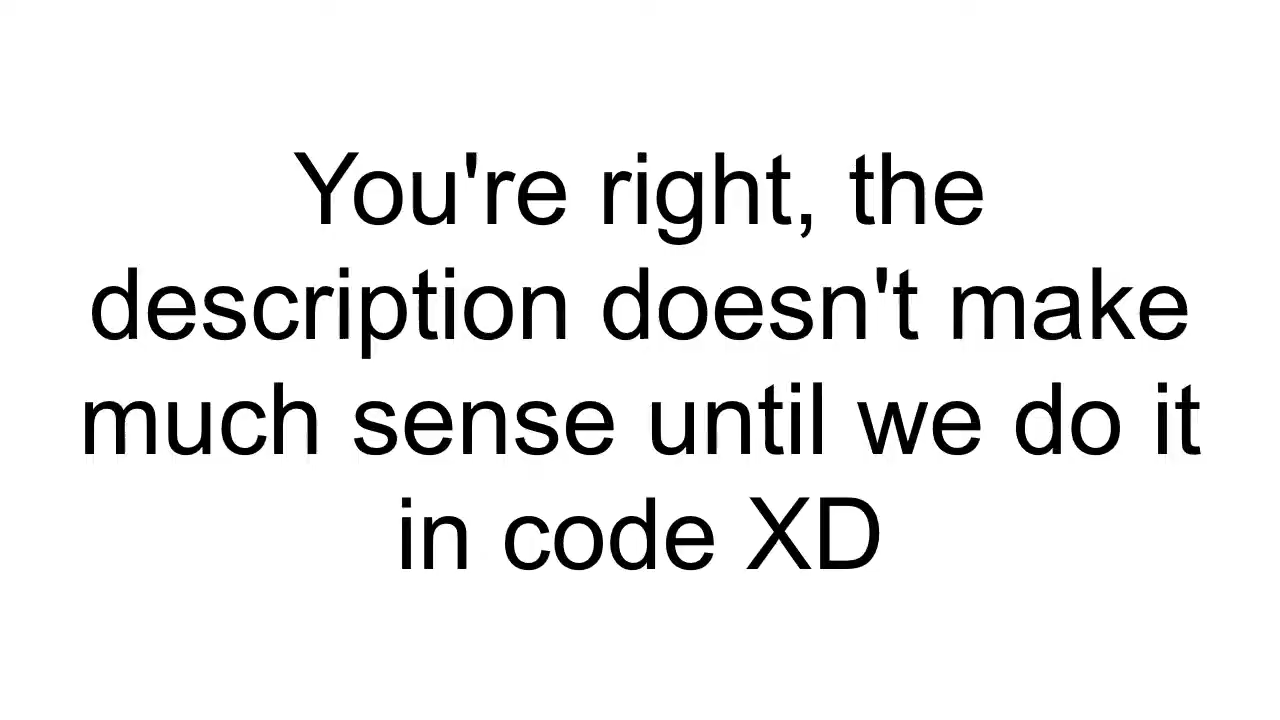 You're right, the
description doesn't make
much sense until we do it
in code XD